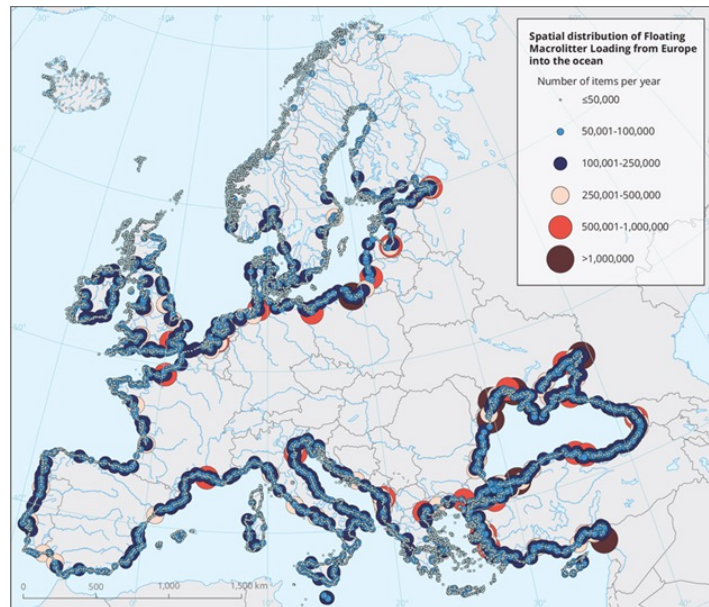 Spatial distribution of Floating
Macrolitter Loading from Europe
into the ocean
Number of items per year
≤50,000
50,001-100,000
100,001-250,000
250,001-500,000
500,001-1,000,000
>1,000,000
0 500 1,000 1,500 km